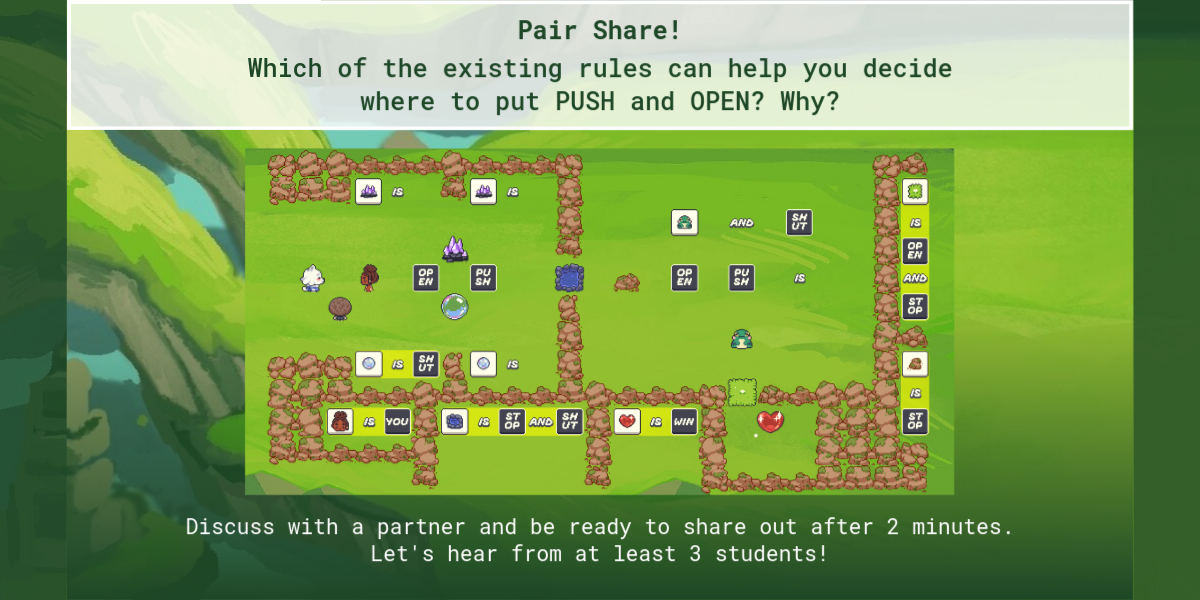 Pair Share!
Which of the existing rules can help you decide
where to put PUSH and OPEN? Why?
IS IS
AND SHUT
IS
OPEN PUSH OPEN PUSH IS
OPEN
AND
STOP
IS SHUT IS
IS
IS YOU IS STOP AND SHUT IS WIN STOP
Discuss with a partner and be ready to share out after 2 minutes.
Let's hear from at least 3 students!